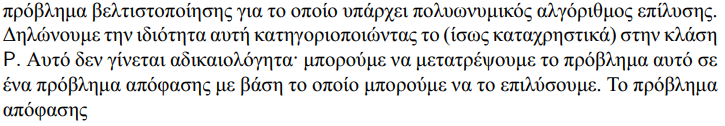 πρόβλημα βελτιστοποίησης για το οποίο υπάρχει πολυωνυμικός αλγόριθμος επίλυσης.
Δηλώνουμε την ιδιότητα αυτή κατηγοριοποιώντας το (ίσως καταχρηστικά) στην κλάση
P. Αυτό δεν γίνεται αδικαιολόγητα· μπορούμε να μετατρέψουμε το πρόβλημα αυτό σε
ένα πρόβλημα απόφασης με βάση το οποίο μπορούμε να το επιλύσουμε. Το πρόβλημα
απόφασης